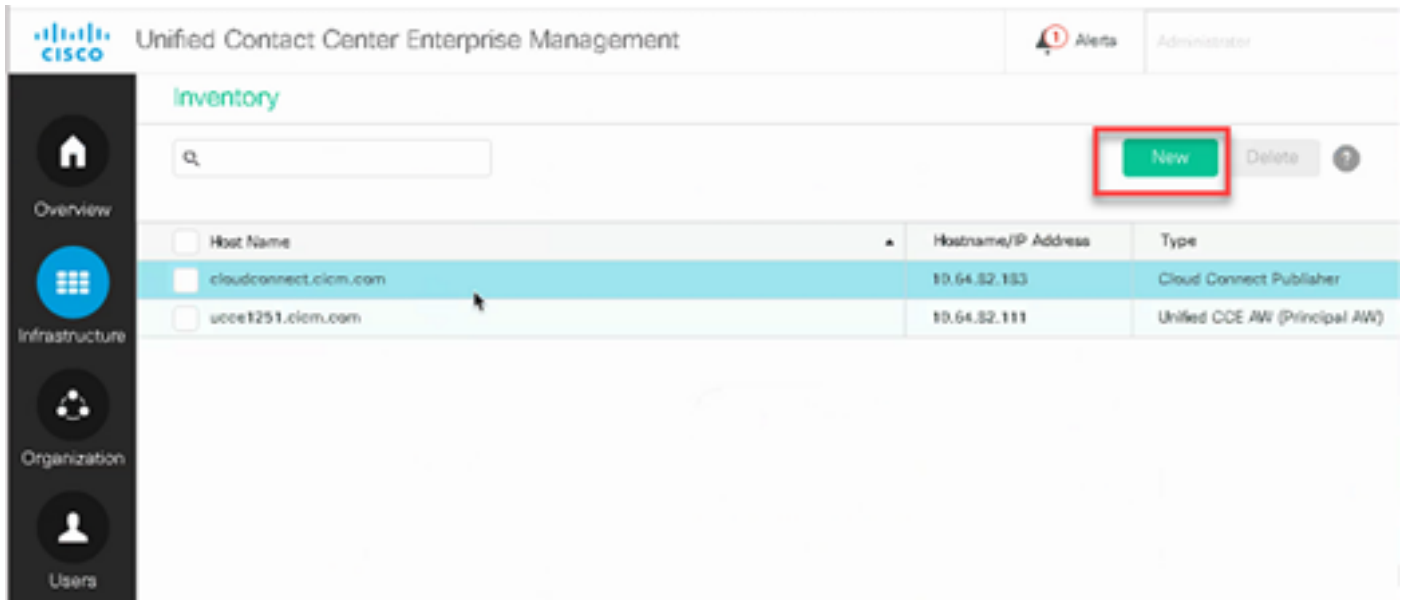 CISCO
Unified Contact Center Enterprise Management
1
Alerts
Administrator
Inventory
New
Delete
?
Overview
Host Name
Hostname/IP Address
Type
cloudconnect.cicm.com
10.64.82.183
Cloud Connect Publisher
ucce1251.cicm.com
10.64.82.111
Unified CCE AW (Principal AW)
Infrastructure
Organization
Users